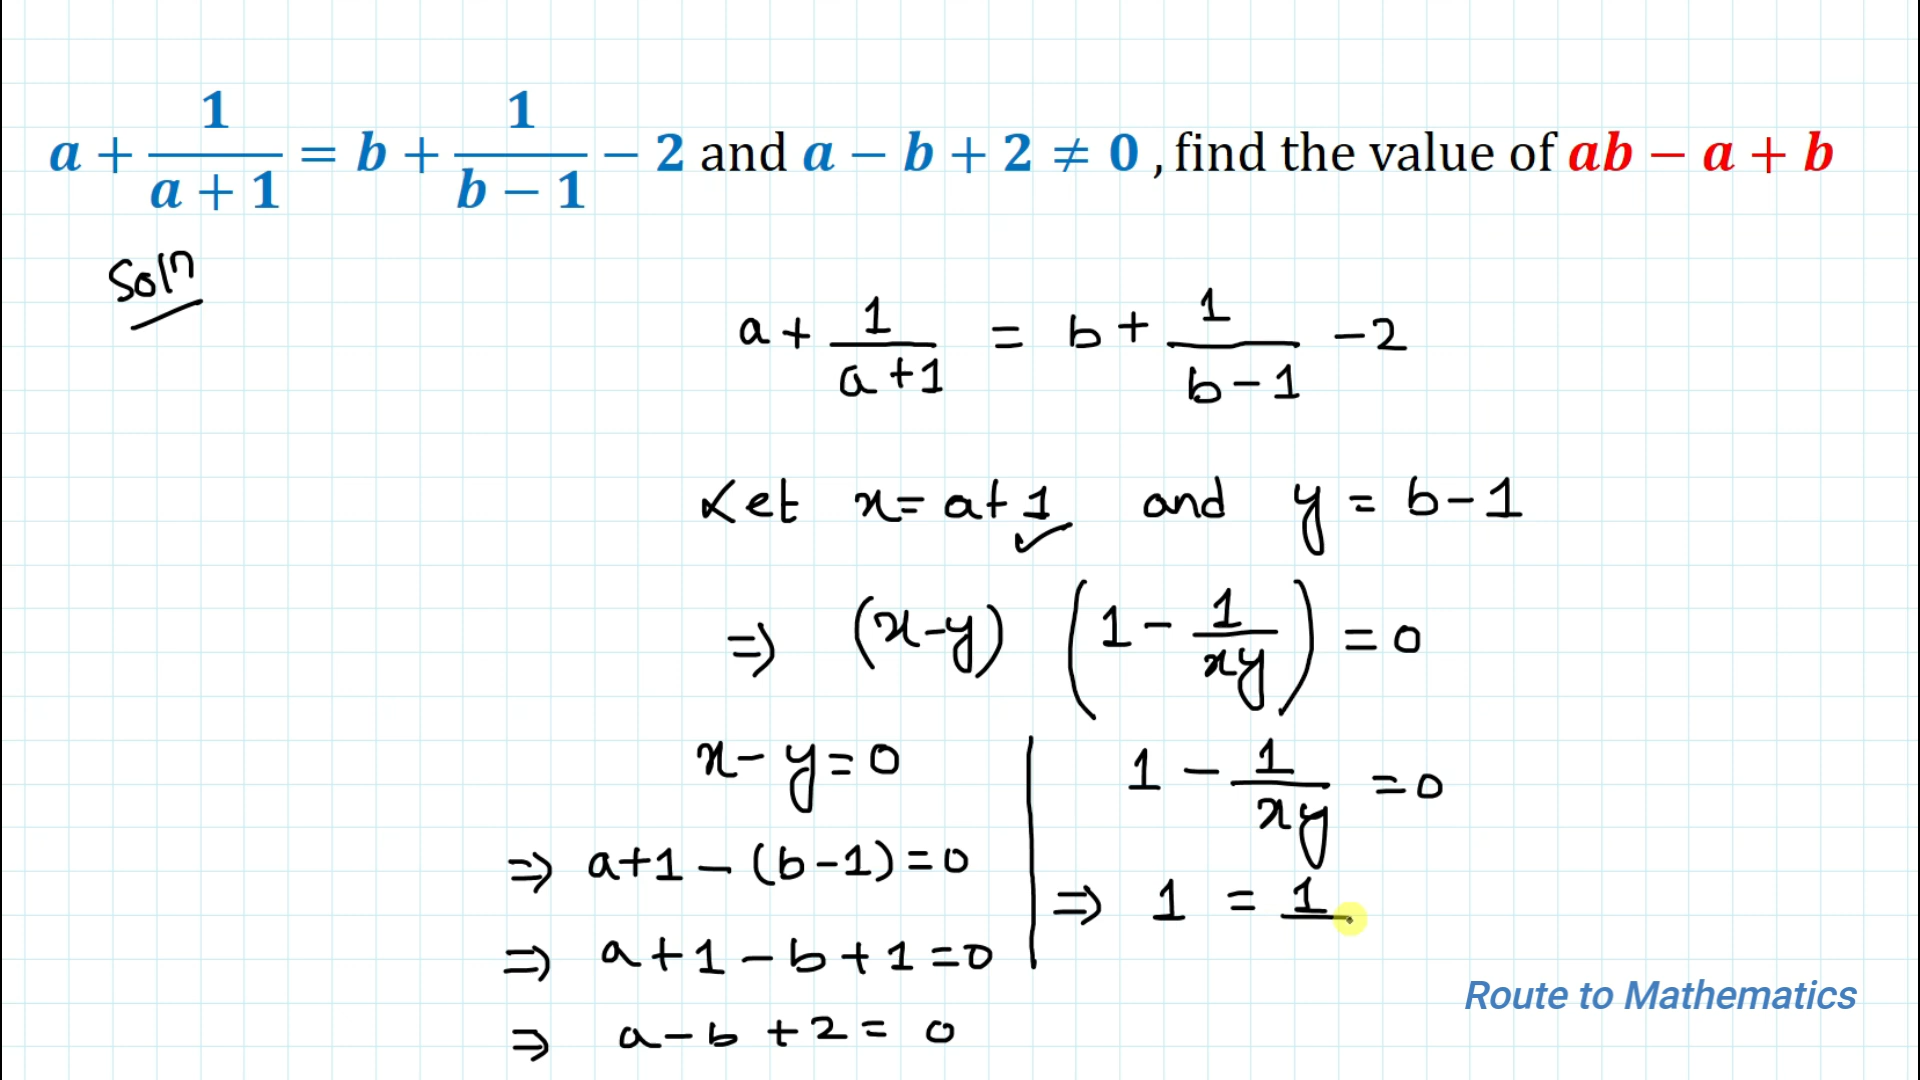 a + 1/(a + 1) = b + 1/(b − 1) − 2 and a − b + 2 ≠ 0 , find the value of ab − a + b
Soln
a + 1/(a+1) = b + 1/(b−1) −2
Let x = a+1 and y = b−1
⇒ (x−y) (1 − 1/xy) = 0
x − y = 0
⇒ a+1 − (b−1) = 0
⇒ a+1−b+1 = 0
⇒ a−b+2 = 0
1 − 1/xy = 0
⇒ 1 = 1/
Route to Mathematics